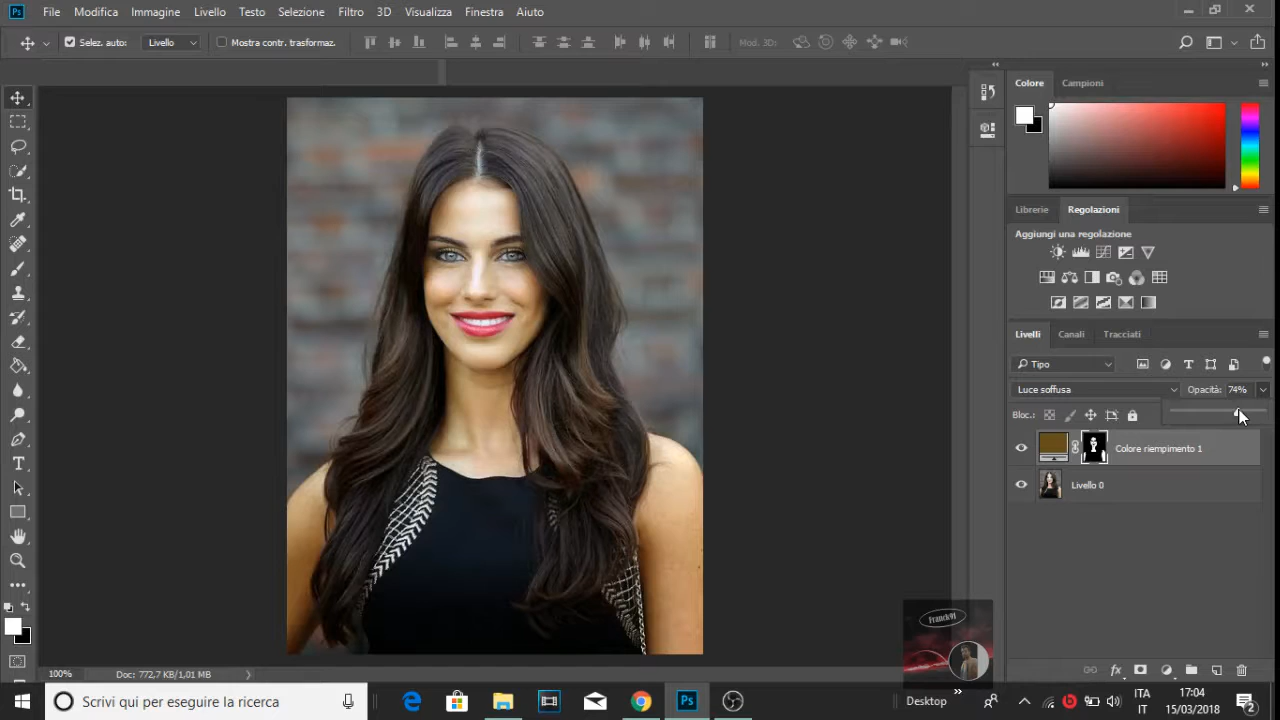 Ps File Modifica Immagine Livello Testo Selezione Filtro 3D Visualizza Finestra Aiuto
Selez. auto: Livello Mostra contr. trasformaz. Mod. 3D:
Colore Campioni
Librerie Regolazioni
Aggiungi una regolazione
Livelli Canali Tracciati
Tipo
Luce soffusa Opacità: 74%
Bloc.:
Colore riempimento 1
Livello 0
Franck01
100% Doc: 772,7 KB/1,01 MB
Scrivi qui per eseguire la ricerca
Ps
Desktop
ITA
IT
17:04
15/03/2018
2